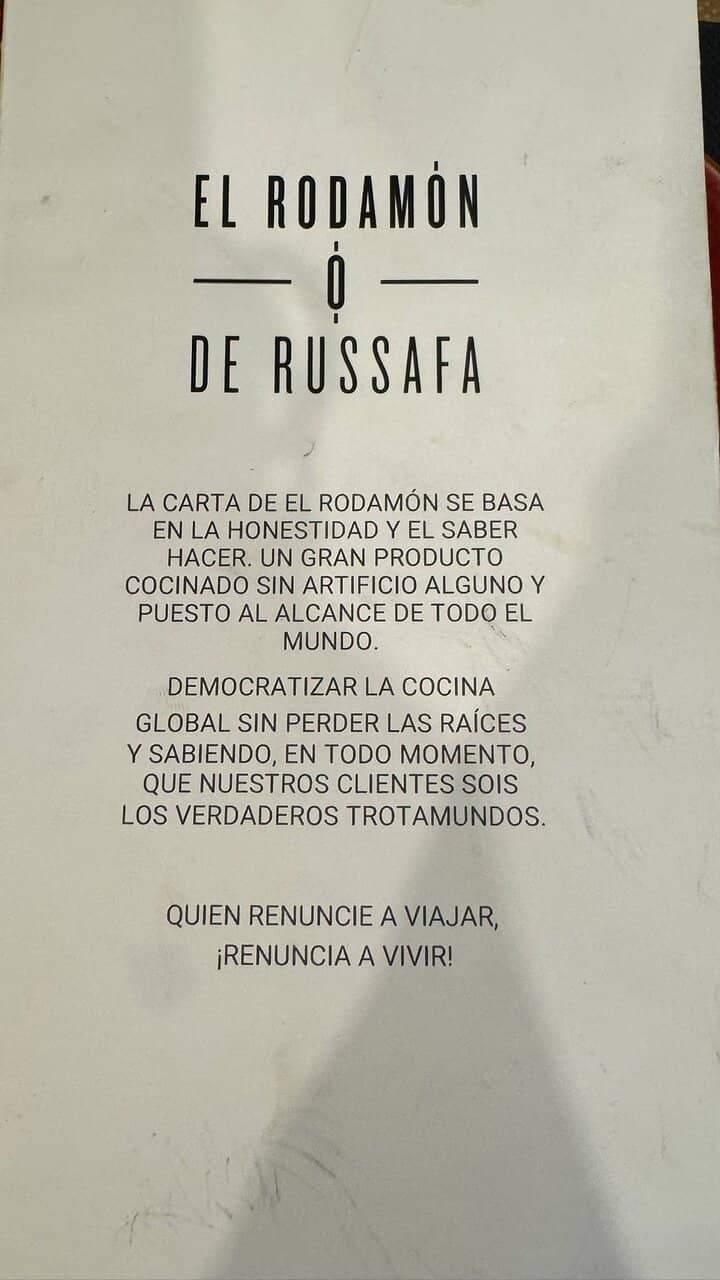 EL RODAMÓN
Ó
DE RUSSAFA
LA CARTA DE EL RODAMÓN SE BASA
EN LA HONESTIDAD Y EL SABER
HACER. UN GRAN PRODUCTO
COCINADO SIN ARTIFICIO ALGUNO Y
PUESTO AL ALCANCE DE TODO EL
MUNDO.
DEMOCRATIZAR LA COCINA
GLOBAL SIN PERDER LAS RAÍCES
Y SABIENDO, EN TODO MOMENTO,
QUE NUESTROS CLIENTES SOIS
LOS VERDADEROS TROTAMUNDOS.
QUIEN RENUNCIE A VIAJAR,
¡RENUNCIA A VIVIR!